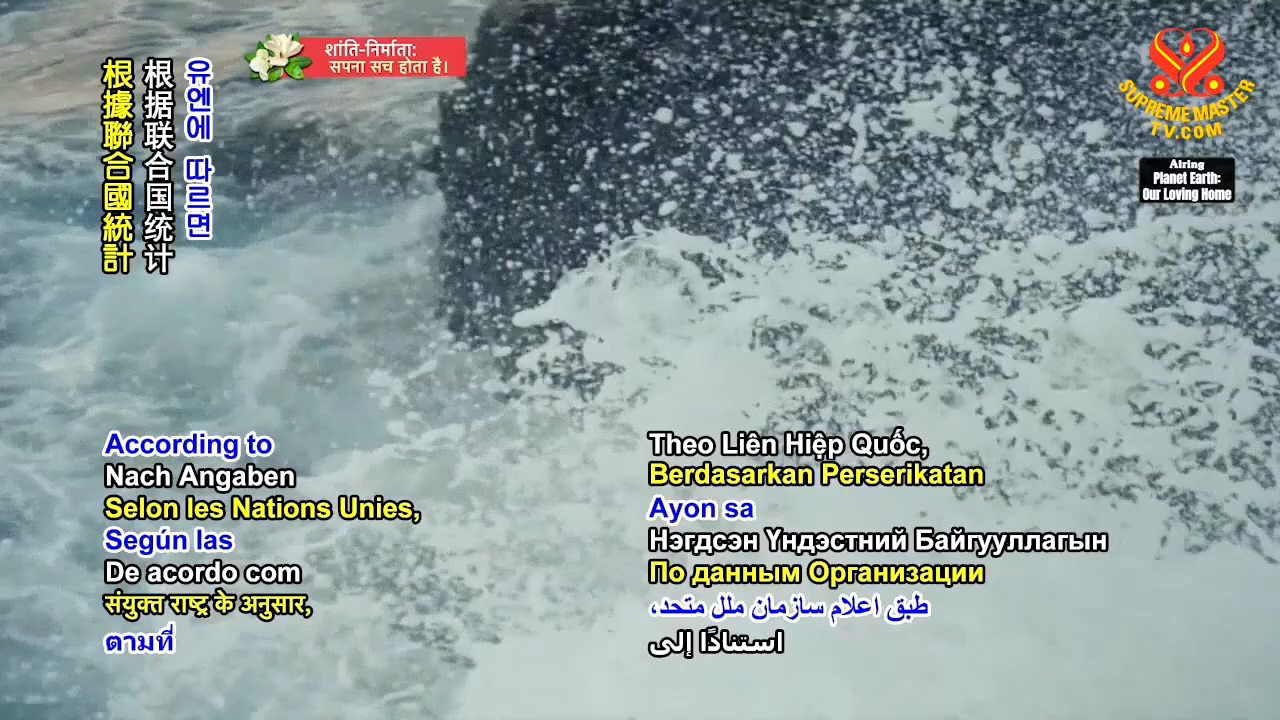 शांति-निर्माता:
सपना सच होता है।
SUPREME MASTER
TV.COM
Airing
Planet Earth:
Our Loving Home
根據聯合國統計
根据联合国统计
유엔에 따르면
According to
Nach Angaben
Selon les Nations Unies,
Según las
De acordo com
संयुक्त राष्ट्र के अनुसार,
ตามที่
Theo Liên Hiệp Quốc,
Berdasarkan Perserikatan
Ayon sa
Нэгдсэн Үндэстний Байгууллагын
По данным Организации
طبق اعلام سازمان ملل متحد،
استنادًا إلى